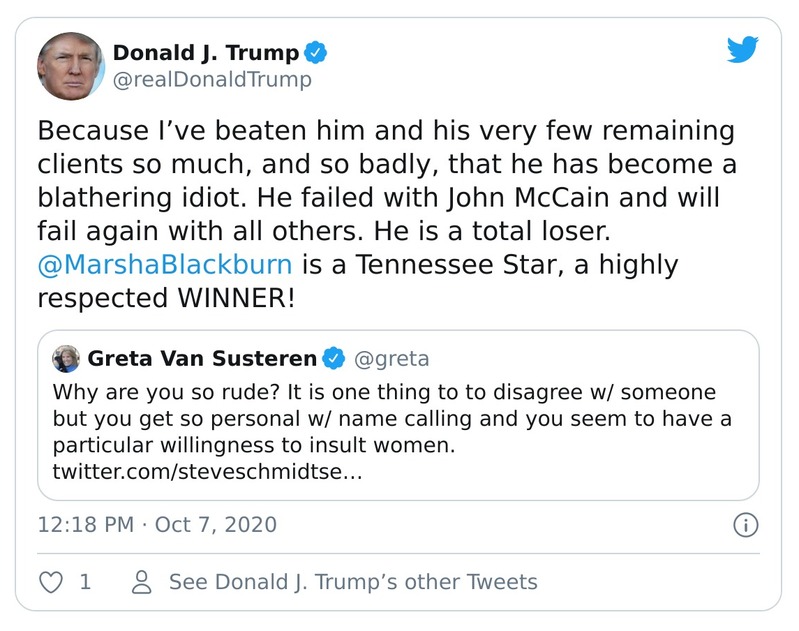 Donald J. Trump
@realDonaldTrump
Because I’ve beaten him and his very few remaining
clients so much, and so badly, that he has become a
blathering idiot. He failed with John McCain and will
fail again with all others. He is a total loser.
@MarshaBlackburn is a Tennessee Star, a highly
respected WINNER!
Greta Van Susteren @greta
Why are you so rude? It is one thing to to disagree w/ someone
but you get so personal w/ name calling and you seem to have a
particular willingness to insult women.
twitter.com/steveschmidtse…
12:18 PM · Oct 7, 2020
1 See Donald J. Trump’s other Tweets